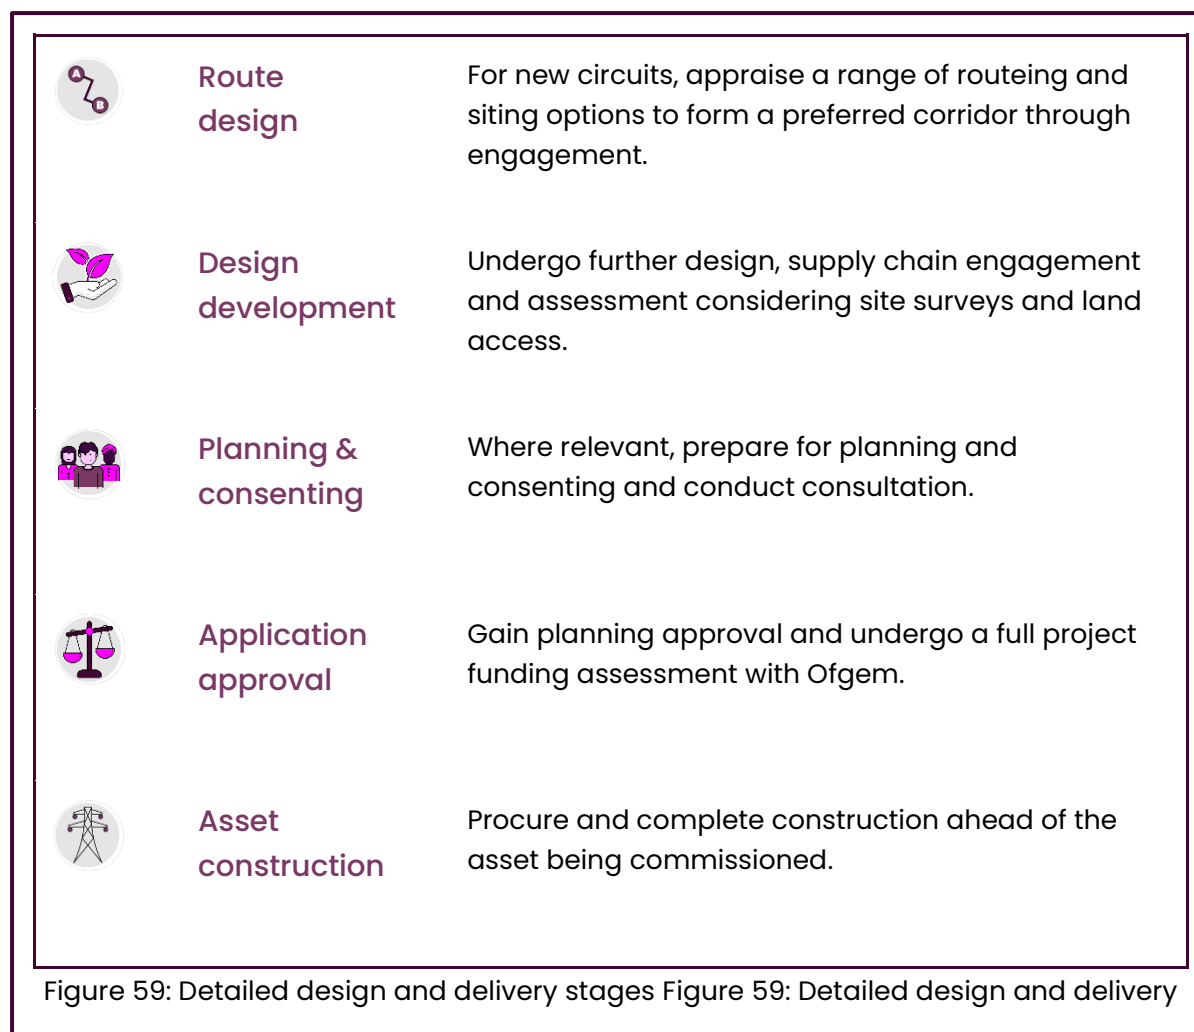 A
B
Route
design
For new circuits, appraise a range of routeing and
siting options to form a preferred corridor through
engagement.
Design
development
Undergo further design, supply chain engagement
and assessment considering site surveys and land
access.
Planning &
consenting
Where relevant, prepare for planning and
consenting and conduct consultation.
Application
approval
Gain planning approval and undergo a full project
funding assessment with Ofgem.
Asset
construction
Procure and complete construction ahead of the
asset being commissioned.
Figure 59: Detailed design and delivery stages Figure 59: Detailed design and delivery